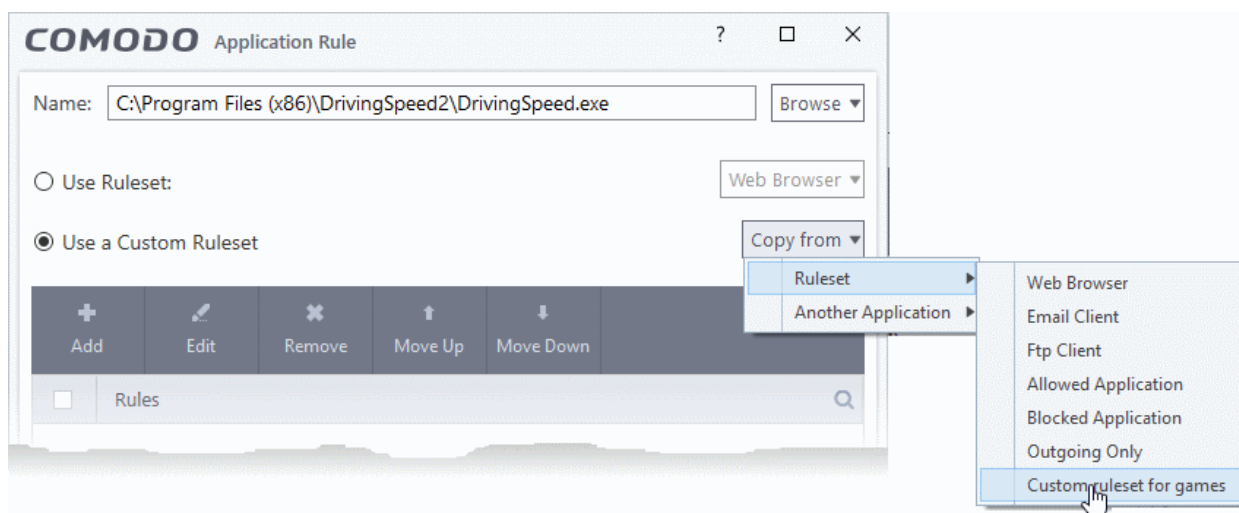 COMODO Application Rule ?
Name: C:\Program Files (x86)\DrivingSpeed2\DrivingSpeed.exe Browse
Use Ruleset: Web Browser
Use a Custom Ruleset Copy from
Ruleset
Another Application
Web Browser
Email Client
Ftp Client
Allowed Application
Blocked Application
Outgoing Only
Custom ruleset for games
Add Edit Remove Move Up Move Down
Rules